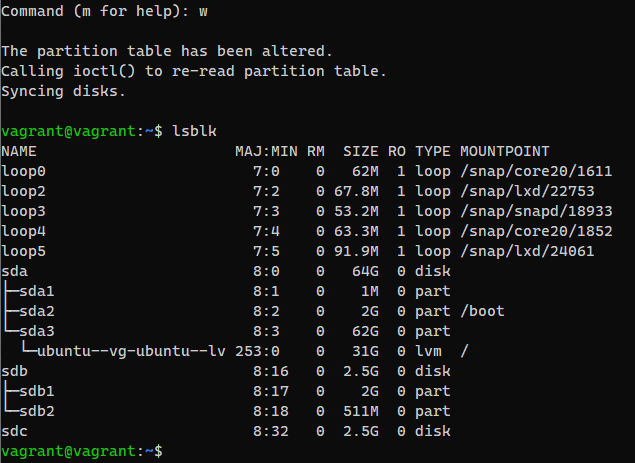 Command (m for help): w

The partition table has been altered.
Calling ioctl() to re-read partition table.
Syncing disks.

vagrant@vagrant:~$ lsblk
NAME                      MAJ:MIN RM  SIZE RO TYPE MOUNTPOINT
loop0                       7:0    0   62M  1 loop /snap/core20/1611
loop2                       7:2    0 67.8M  1 loop /snap/lxd/22753
loop3                       7:3    0 53.2M  1 loop /snap/snapd/18933
loop4                       7:4    0 63.3M  1 loop /snap/core20/1852
loop5                       7:5    0 91.9M  1 loop /snap/lxd/24061
sda                         8:0    0   64G  0 disk
├─sda1                      8:1    0    1M  0 part
├─sda2                      8:2    0    2G  0 part /boot
└─sda3                      8:3    0   62G  0 part
  └─ubuntu--vg-ubuntu--lv 253:0    0   31G  0 lvm  /
sdb                         8:16   0  2.5G  0 disk
├─sdb1                      8:17   0    2G  0 part
└─sdb2                      8:18   0  511M  0 part
sdc                         8:32   0  2.5G  0 disk
vagrant@vagrant:~$